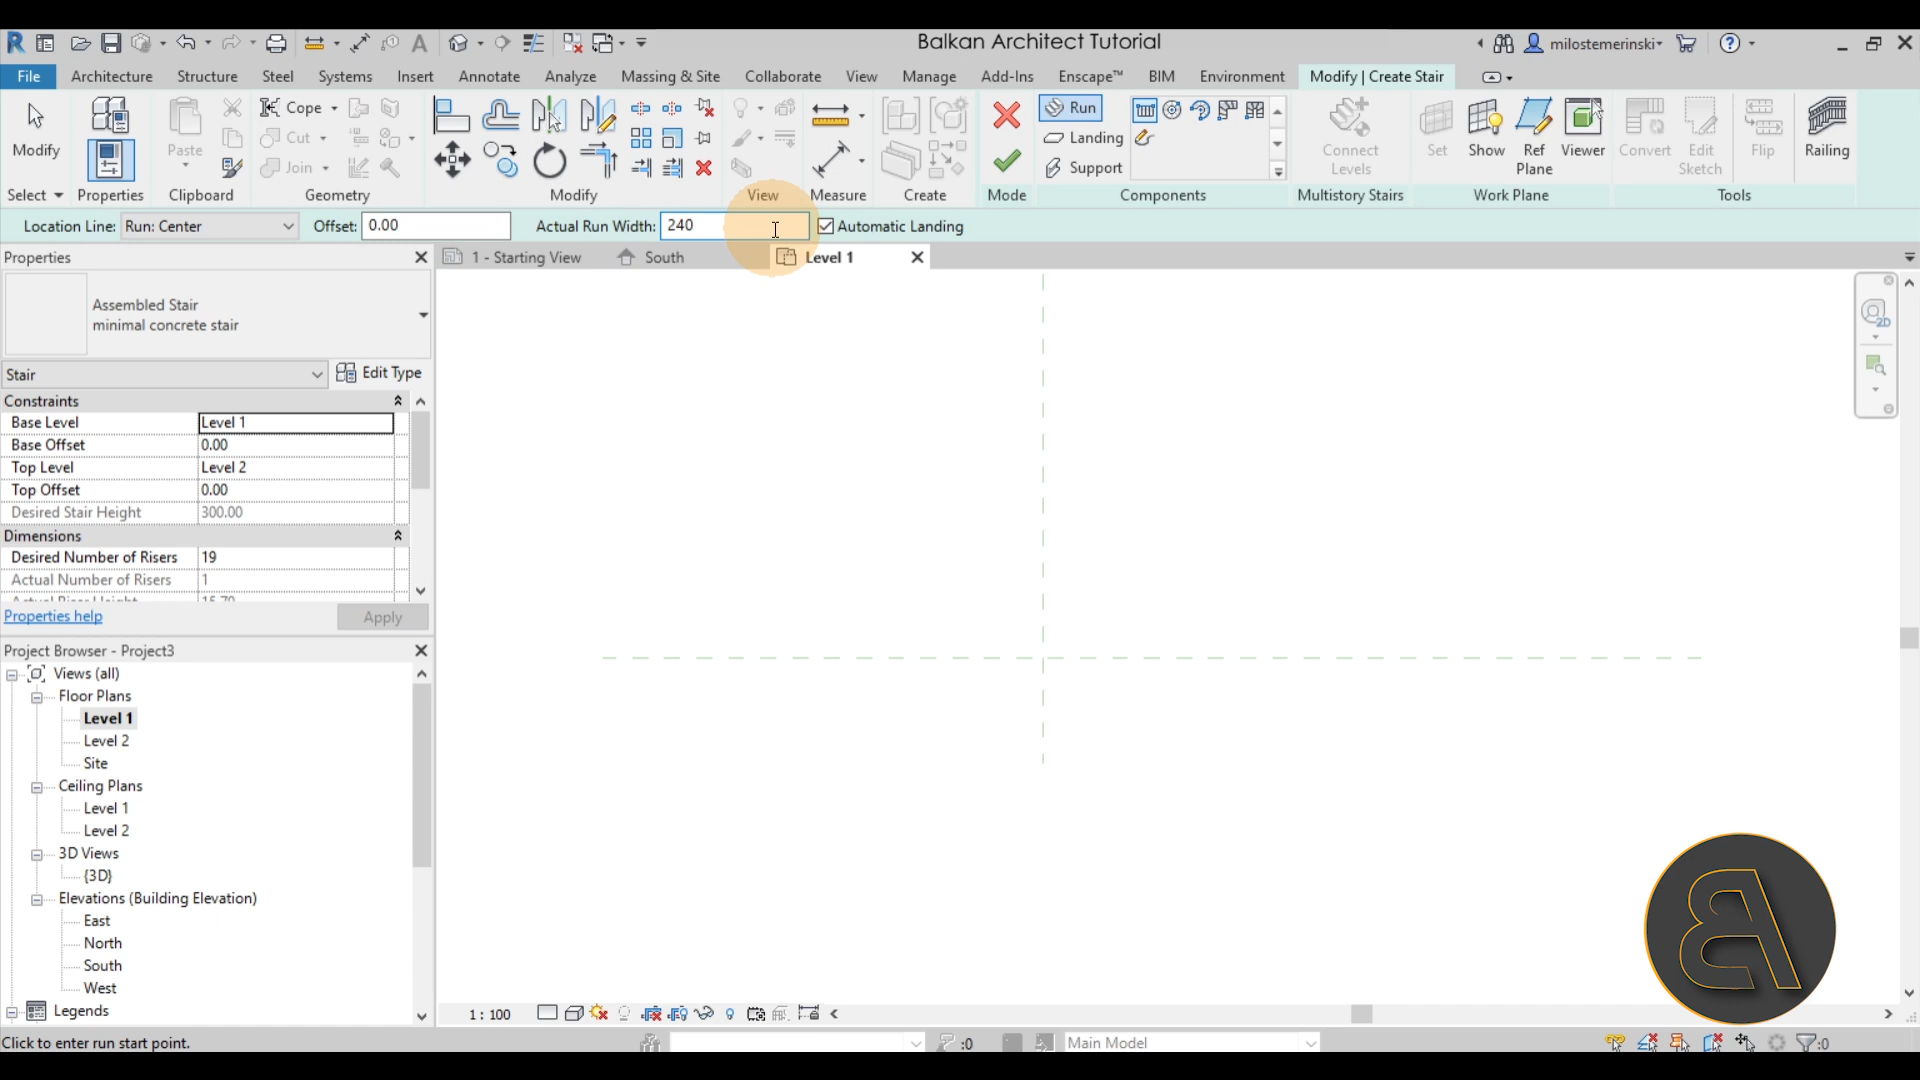 Balkan Architect Tutorial
milostemerinski
File Architecture Structure Steel Systems Insert Annotate Analyze Massing & Site Collaborate View Manage Add-Ins Enscape™ BIM Environment Modify | Create Stair
Modify Paste Cope Cut Join Run Landing Support Connect Levels Set Show Ref Plane Viewer Convert Edit Sketch Flip Railing
Select Properties Clipboard Geometry Modify View Measure Create Mode Components Multistory Stairs Work Plane Tools
Location Line: Run: Center Offset: 0.00 Actual Run Width: 240 Automatic Landing
Properties
1 - Starting View South Level 1
Assembled Stair
minimal concrete stair
Stair Edit Type
Constraints
Base Level Level 1
Base Offset 0.00
Top Level Level 2
Top Offset 0.00
Desired Stair Height 300.00
Dimensions
Desired Number of Risers 19
Actual Number of Risers 1
Actual Riser Height 15.70
Properties help Apply
Project Browser - Project3
Views (all)
Floor Plans
Level 1
Level 2
Site
Ceiling Plans
Level 1
Level 2
3D Views
{3D}
Elevations (Building Elevation)
East
North
South
West
Legends
1 : 100
Click to enter run start point.
:0
Main Model
:0
2D
B